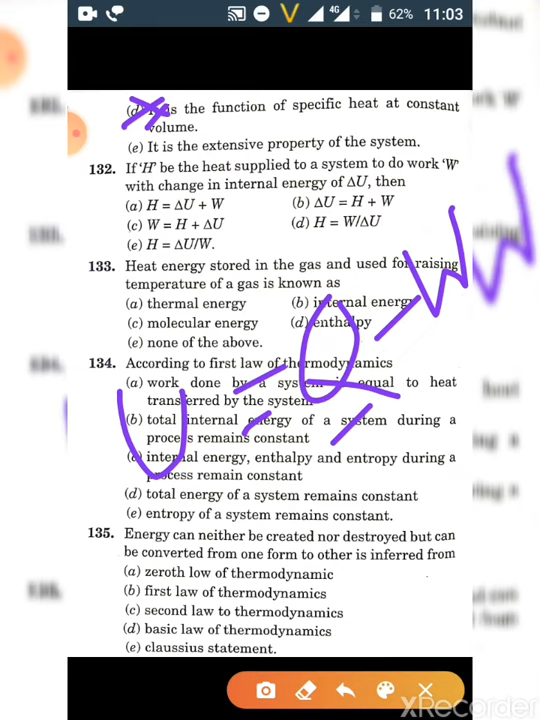 4G 62% 11:03
(d) is the function of specific heat at constant
volume.
(e) It is the extensive property of the system.
132. If ‘H’ be the heat supplied to a system to do work ‘W’
with change in internal energy of ΔU, then
(a) H = ΔU + W (b) ΔU = H + W
(c) W = H + ΔU (d) H = W/ΔU
(e) H = ΔU/W.
133. Heat energy stored in the gas and used for raising
temperature of a gas is known as
(a) thermal energy (b) internal energy
(c) molecular energy (d) enthalpy
(e) none of the above.
134. According to first law of thermodynamics
(a) work done by a system is equal to heat
transferred by the system
(b) total internal energy of a system during a
process remains constant
(c) internal energy, enthalpy and entropy during a
process remain constant
(d) total energy of a system remains constant
(e) entropy of a system remains constant.
U = Q - W
135. Energy can neither be created nor destroyed but can
be converted from one form to other is inferred from
(a) zeroth low of thermodynamic
(b) first law of thermodynamics
(c) second law to thermodynamics
(d) basic law of thermodynamics
(e) claussius statement.
XRecorder